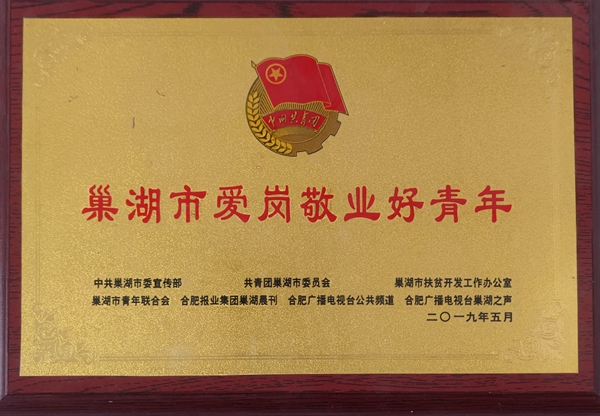 中国共青团
巢湖市爱岗敬业好青年
中共巢湖市委宣传部 共青团巢湖市委员会 巢湖市扶贫开发工作办公室
巢湖市青年联合会 合肥报业集团巢湖晨刊 合肥广播电视台公共频道 合肥广播电视台巢湖之声
二〇一九年五月